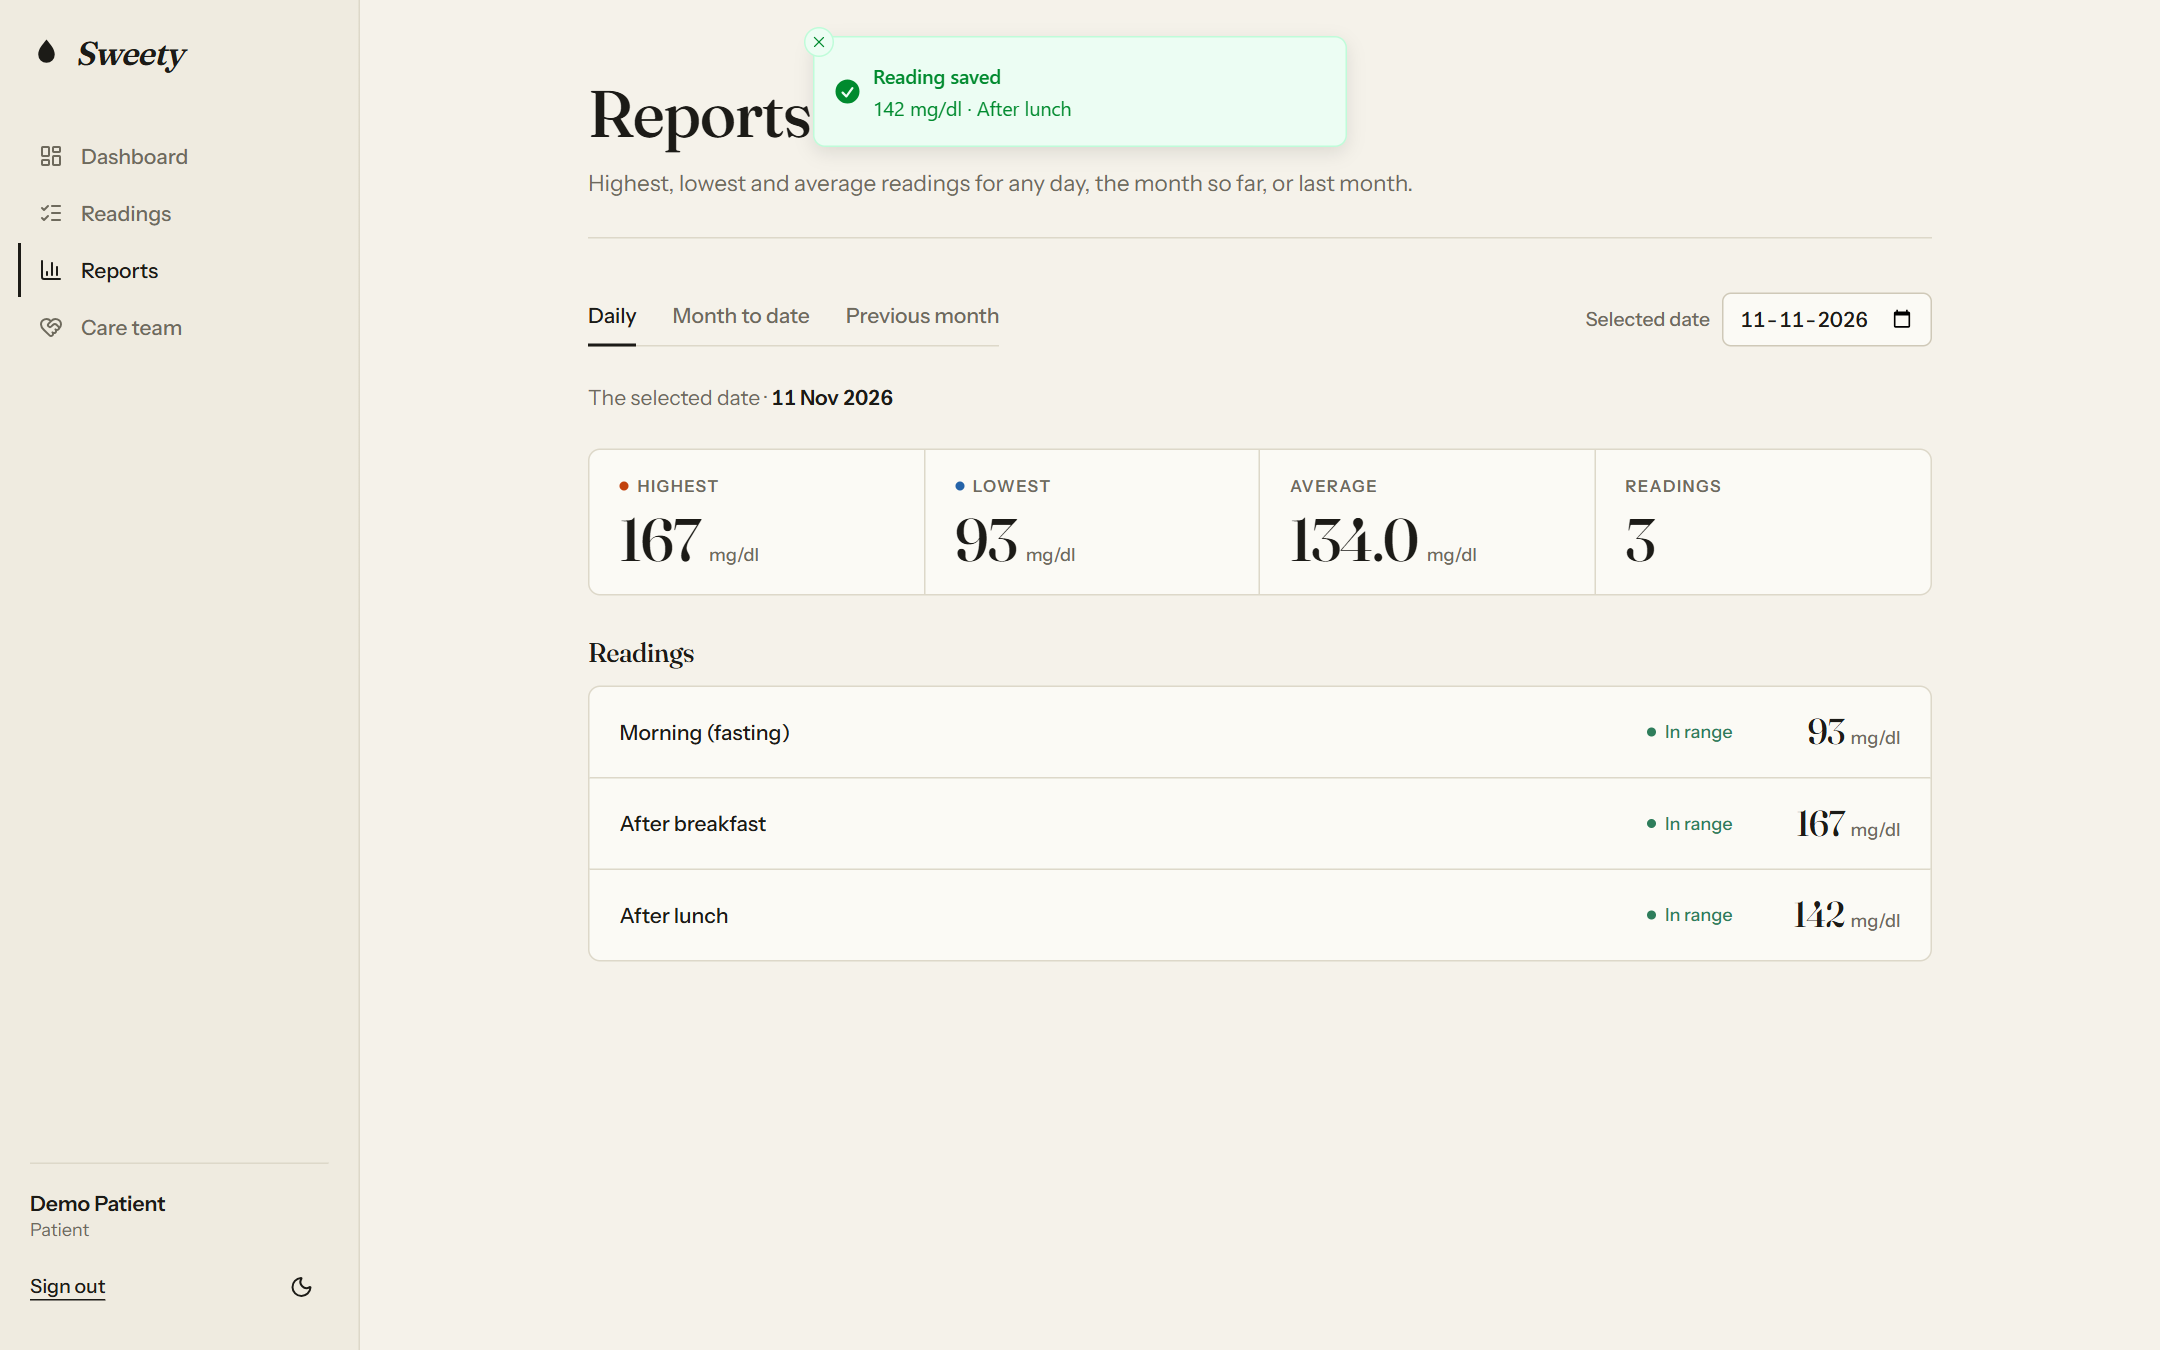 Sweety
Dashboard
Readings
Reports
Care team
Demo Patient
Patient
Sign out
Reading saved
142 mg/dl · After lunch
Reports
Highest, lowest and average readings for any day, the month so far, or last month.
Daily Month to date Previous month
Selected date 11-11-2026
The selected date · 11 Nov 2026
HIGHEST LOWEST AVERAGE READINGS
167 mg/dl 93 mg/dl 134.0 mg/dl 3
Readings
Morning (fasting) In range 93 mg/dl
After breakfast In range 167 mg/dl
After lunch In range 142 mg/dl